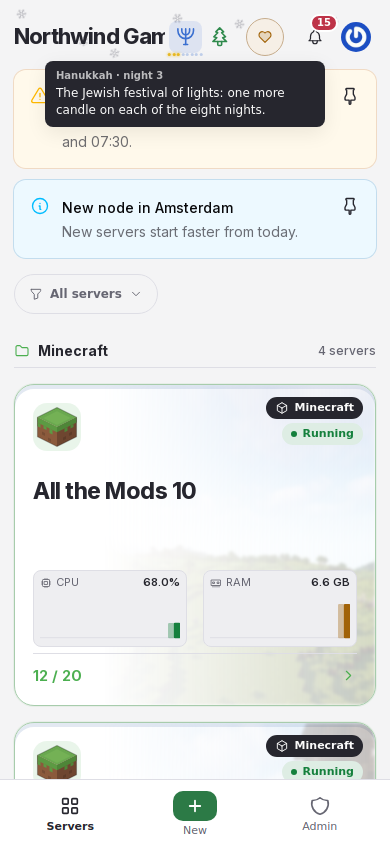 Northwind Gam
15
Hanukkah · night 3
The Jewish festival of lights: one more
candle on each of the eight nights.
and 07:30.
New node in Amsterdam
New servers start faster from today.
All servers
Minecraft
4 servers
Minecraft
Running
All the Mods 10
CPU
68.0%
RAM
6.6 GB
12 / 20
Minecraft
Running
Servers
New
Admin